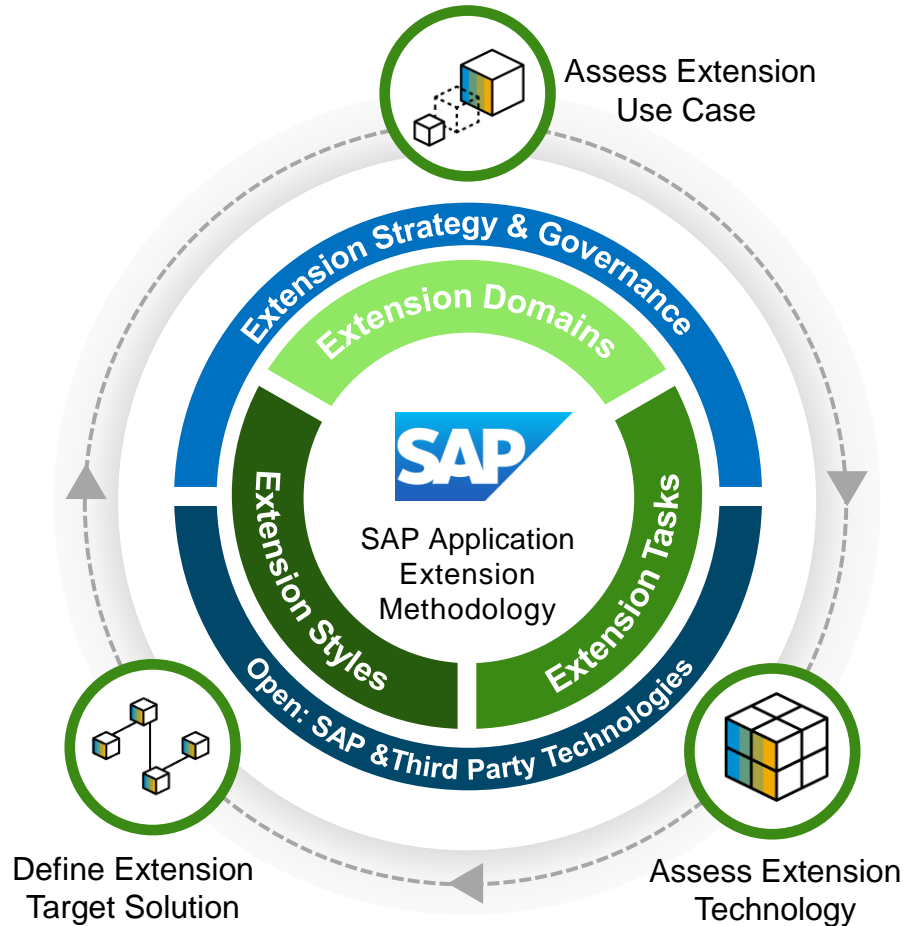 Assess Extension
Use Case
Extension Strategy & Governance
Extension Domains
SAP
SAP Application
Extension
Methodology
Extension Styles
Extension Tasks
Open: SAP &Third Party Technologies
Define Extension
Target Solution
Assess Extension
Technology